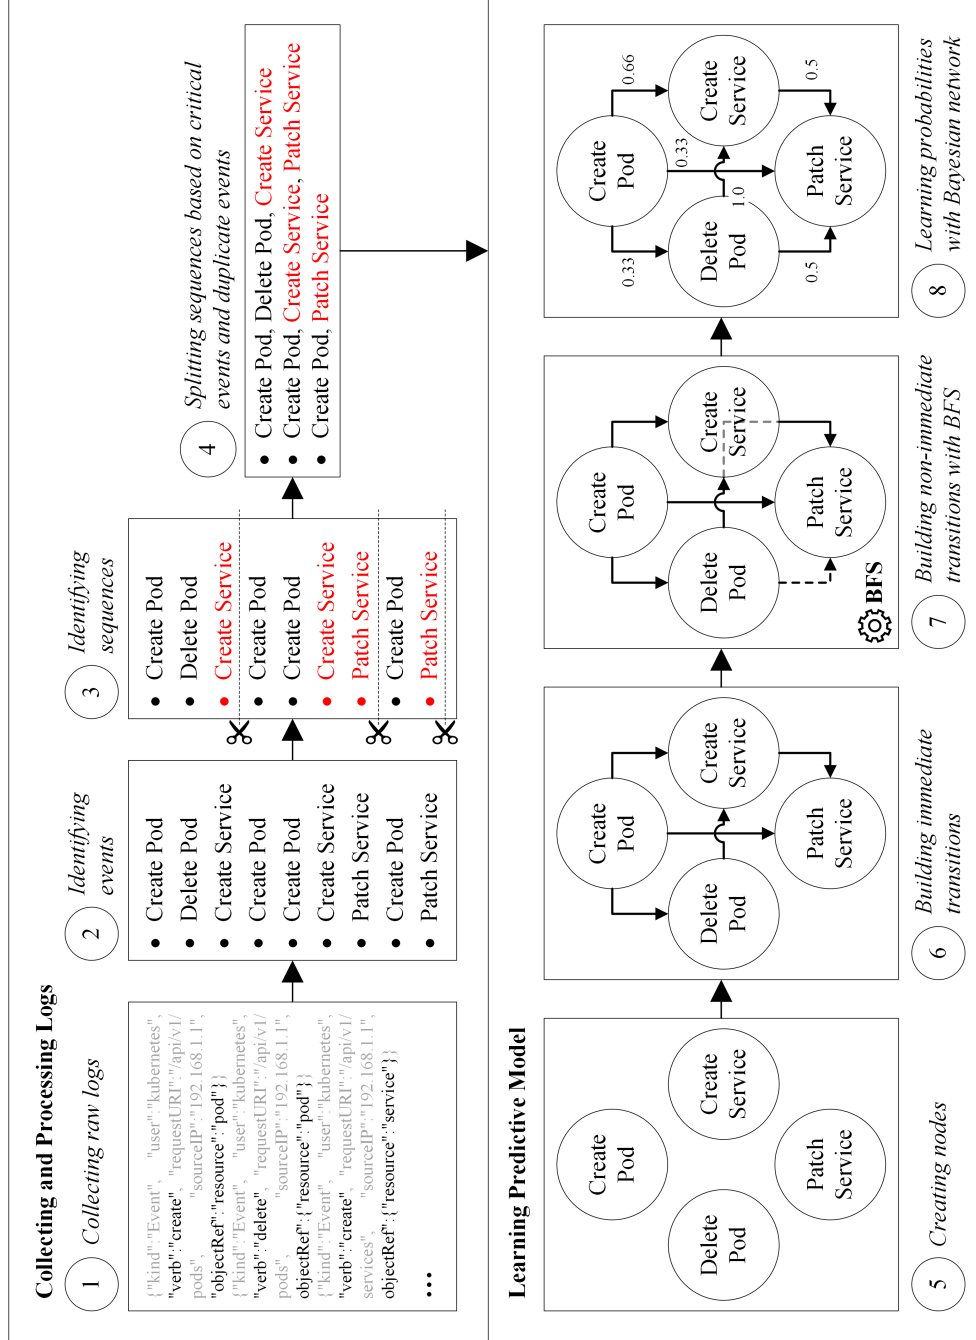 Collecting and Processing Logs
1 Collecting raw logs
{"kind":"Event", "user":"kubernetes",
"verb":"create", "requestURI":"/api/v1/
pods", "sourceIP":"192.168.1.1",
"objectRef":{"resource":"pod"}}
{"kind":"Event", "user":"kubernetes",
"verb":"delete", "requestURI":"/api/v1/
pods", "sourceIP":"192.168.1.1",
objectRef":{"resource":"pod"}}
{"kind":"Event", "user":"kubernetes",
"verb":"create", "requestURI":"/api/v1/
services", "sourceIP":"192.168.1.1",
objectRef":{"resource":"service"}}
...
2 Identifying
events
• Create Pod
• Delete Pod
• Create Service
• Create Pod
• Create Pod
• Create Service
• Patch Service
• Create Pod
• Patch Service
3 Identifying
sequences
• Create Pod
• Delete Pod
• Create Service
• Create Pod
• Create Pod
• Create Service
• Patch Service
• Create Pod
• Patch Service
4 Splitting sequences based on critical
events and duplicate events
• Create Pod, Delete Pod, Create Service
• Create Pod, Create Service, Patch Service
• Create Pod, Patch Service
Learning Predictive Model
Create
Pod
Delete
Pod
Create
Service
Patch
Service
5 Creating nodes
Create
Pod
Delete
Pod
Create
Service
Patch
Service
6 Building immediate
transitions
Create
Pod
Delete
Pod
Create
Service
Patch
Service
BFS
7 Building non-immediate
transitions with BFS
Create
Pod
0.33
0.66
0.33
Delete
Pod
1.0
Create
Service
0.5
0.5
Patch
Service
8 Learning probabilities
with Bayesian network